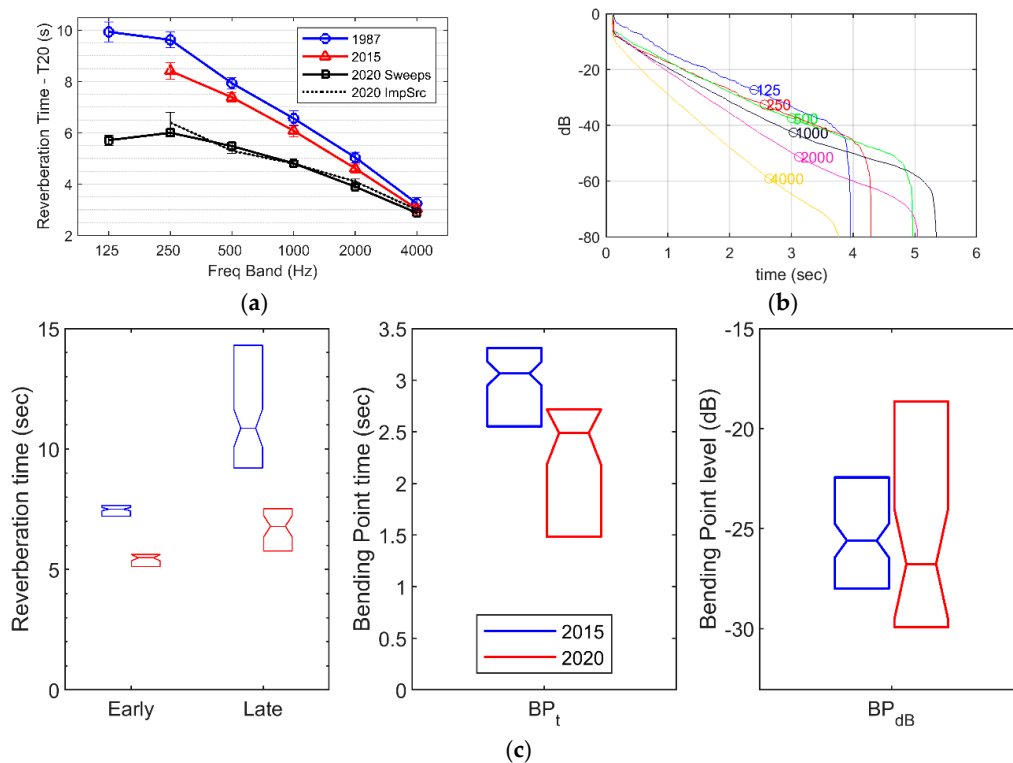 Reverberation Time - T20 (s)
10
8
6
4
2
125 250 500 1000 2000 4000
Freq Band (Hz)
1987
2015
2020 Sweeps
2020 ImpSrc
(a)
dB
0
-20
-40
-60
-80
125
250
500
1000
2000
4000
0 1 2 3 4 5 6
time (sec)
(b)
Reverberation time (sec)
15
10
5
0
Early Late
Bending Point time (sec)
3.5
3
2.5
2
1.5
1
0.5
0
2015
2020
BPt
Bending Point level (dB)
-15
-20
-25
-30
BPdB
(c)